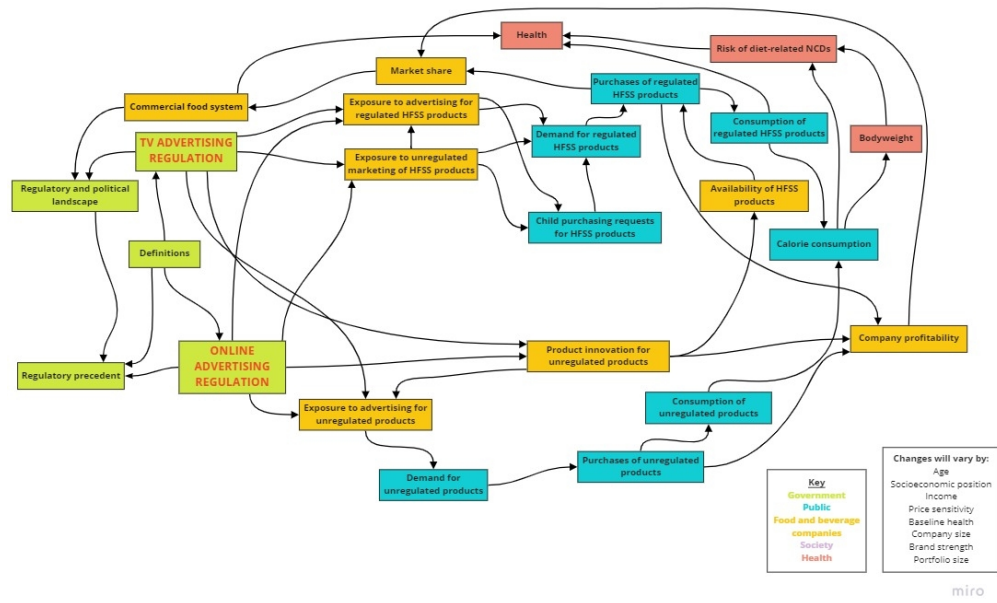 Health
Risk of diet-related NCDs
Market share
Commercial food system
Exposure to advertising for
regulated HFSS products
Purchases of regulated
HFSS products
Consumption of
regulated HFSS products
TV ADVERTISING
REGULATION
Demand for regulated
HFSS products
Bodyweight
Exposure to unregulated
marketing of HFSS products
Regulatory and political
landscape
Availability of HFSS
products
Child purchasing requests
for HFSS products
Calorie consumption
Definitions
Company profitability
ONLINE
ADVERTISING
REGULATION
Product innovation for
unregulated products
Regulatory precedent
Exposure to advertising for
unregulated products
Consumption of
unregulated products
Purchases of unregulated
products
Demand for
unregulated products
Key
Government
Public
Food and beverage
companies
Society
Health
Changes will vary by:
Age
Socioeconomic position
Income
Price sensitivity
Baseline health
Company size
Brand strength
Portfolio size
miro